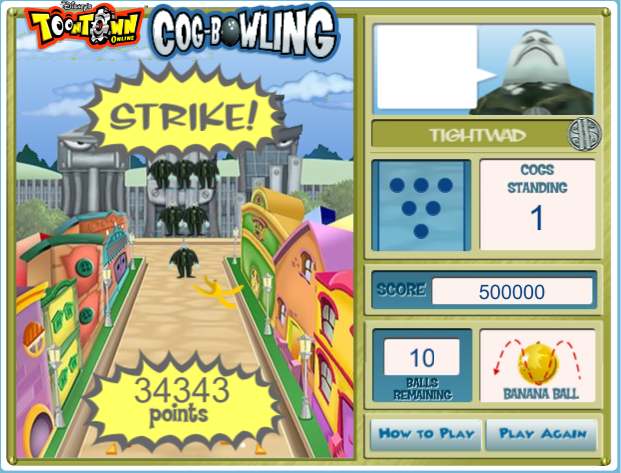 Disney's
TOONTOWN
ONLINE
COG-BOWLING
STRIKE!
34343
points
TIGHTWAD
COGS
STANDING
1
SCORE 500000
10
BALLS
REMAINING
BANANA BALL
HOW TO PLAY
PLAY AGAIN